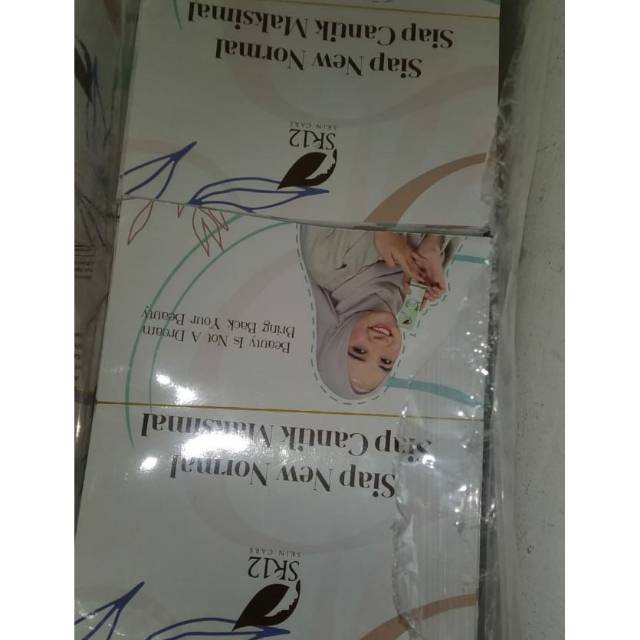 SR12
SKIN CARE
Siap New Normal
Siap Cantik Maksimal
Beauty Is Not A Dream
Bring Back Your Beauty
SR12
SKIN CARE
Siap New Normal
Siap Cantik Maksimal